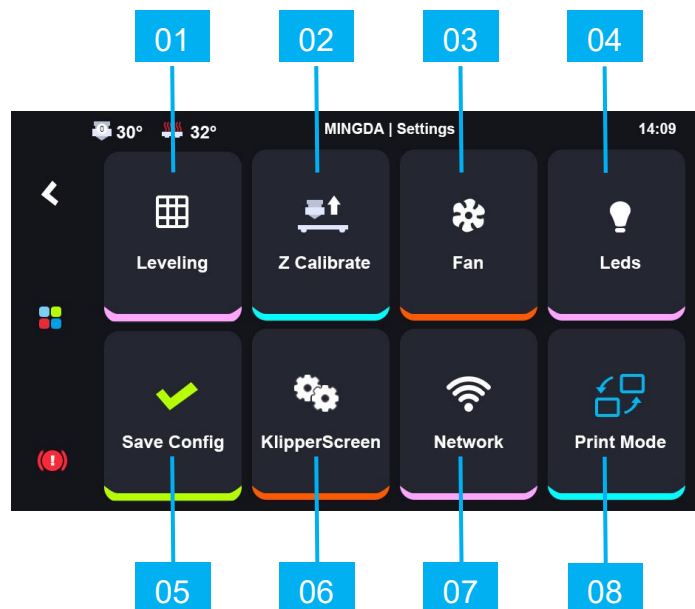 01 02 03 04
0 30° 32° MINGDA | Settings 14:09
Leveling Z Calibrate Fan Leds
Save Config KlipperScreen Network Print Mode
05 06 07 08